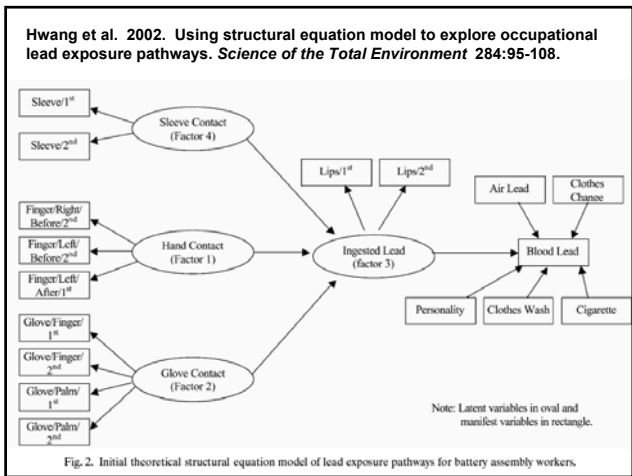 Hwang et al. 2002. Using structural equation model to explore occupational
lead exposure pathways. Science of the Total Environment 284:95-108.
Sleeve/1st
Sleeve/2nd
Sleeve Contact
(Factor 4)
Lips/1st
Lips/2nd
Air Lead
Clothes
Change
Finger/Right/
Before/2nd
Finger/Left/
Before/2nd
Finger/Left/
After/1st
Hand Contact
(Factor 1)
Ingested Lead
(factor 3)
Blood Lead
Personality
Clothes Wash
Cigarette
Glove/Finger/
1st
Glove/Finger/
2nd
Glove/Palm/
1st
Glove/Palm/
2nd
Glove Contact
(Factor 2)
Note: Latent variables in oval and
manifest variables in rectangle.
Fig. 2. Initial theoretical structural equation model of lead exposure pathways for battery assembly workers.